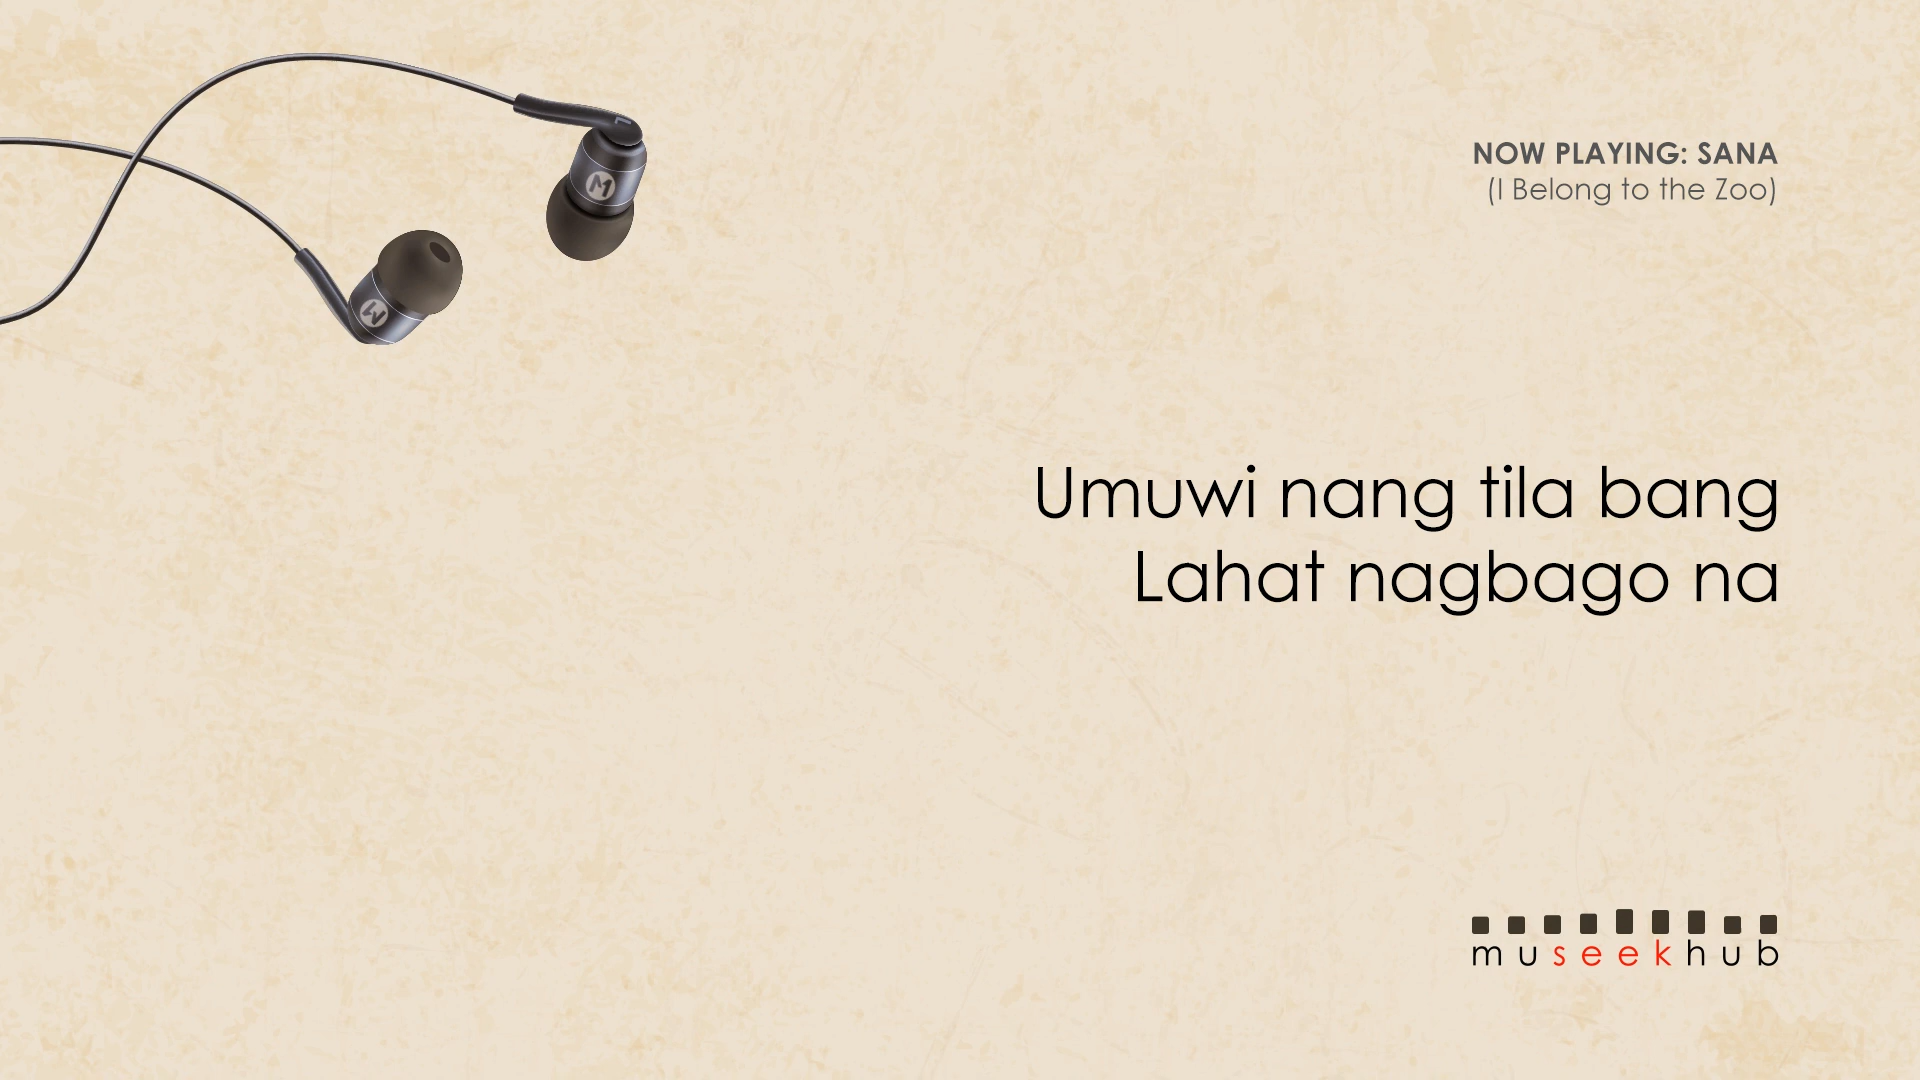 NOW PLAYING: SANA
(I Belong to the Zoo)
Umuwi nang tila bang
Lahat nagbago na
museekhub